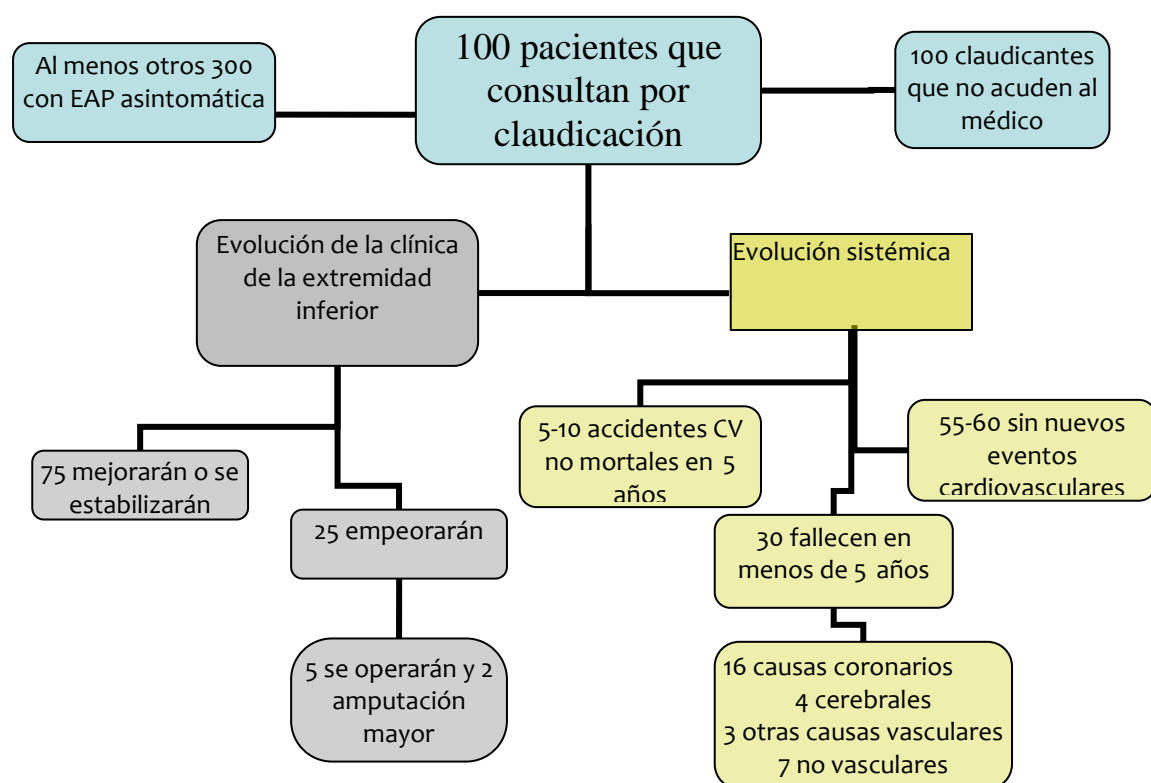 Al menos otros 300
con EAP asintomática
100 pacientes que
consultan por
claudicación
100 claudicantes
que no acuden al
médico
Evolución de la clínica
de la extremidad
inferior
Evolución sistémica
75 mejorarán o se
estabilizarán
25 empeorarán
5 se operarán y 2
amputación
mayor
5-10 accidentes CV
no mortales en 5
años
55-60 sin nuevos
eventos
cardiovasculares
30 fallecen en
menos de 5 años
16 causas coronarios
4 cerebrales
3 otras causas vasculares
7 no vasculares